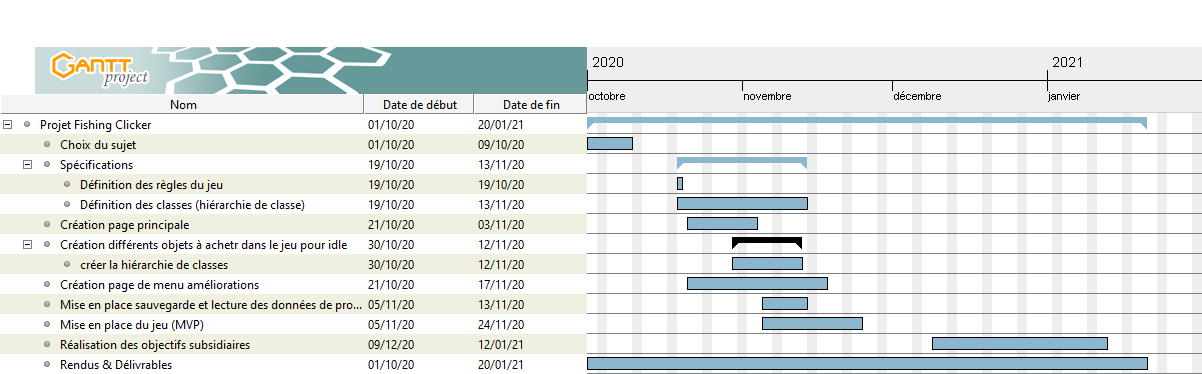 GANTT project
2020 2021
octobre novembre décembre janvier
Nom Date de début Date de fin
Projet Fishing Clicker 01/10/20 20/01/21
Choix du sujet 01/10/20 09/10/20
Spécifications 19/10/20 13/11/20
Définition des règles du jeu 19/10/20 19/10/20
Définition des classes (hiérarchie de classe) 19/10/20 13/11/20
Création page principale 21/10/20 03/11/20
Création différents objets à achetr dans le jeu pour idle 30/10/20 12/11/20
créer la hiérarchie de classes 30/10/20 12/11/20
Création page de menu améliorations 21/10/20 17/11/20
Mise en place sauvegarde et lecture des données de pro... 05/11/20 13/11/20
Mise en place du jeu (MVP) 05/11/20 24/11/20
Réalisation des objectifs subsidiaires 09/12/20 12/01/21
Rendus & Délivrables 01/10/20 20/01/21